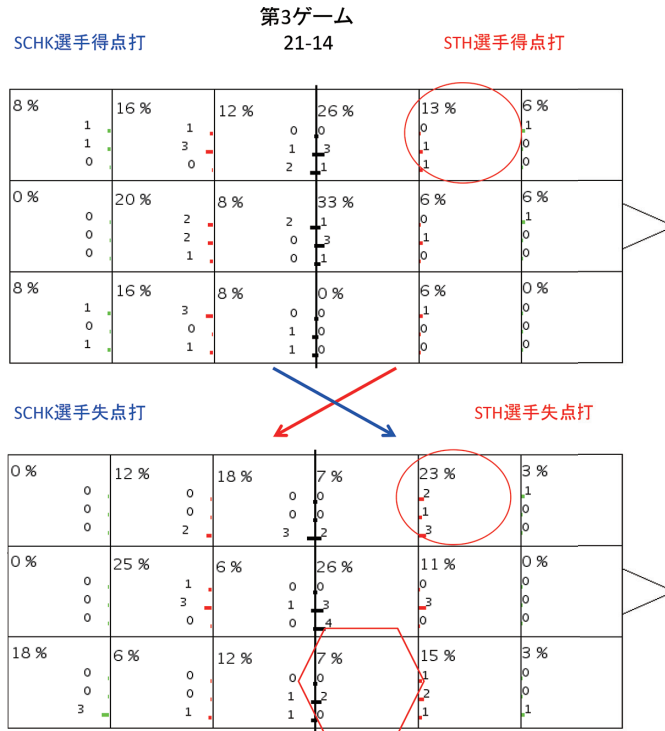 第3ゲーム
SCHK選手得点打 21-14 STH選手得点打
8 % 16 % 12 % 26 % 13 % 6 %
1 1 0 0 0 1
1 3 1 3 1 0
0 0 2 1 1 0
0 % 20 % 8 % 33 % 6 % 6 %
0 2 2 1 0 1
0 2 0 3 1 0
0 1 0 1 0 0
8 % 16 % 8 % 0 % 6 % 0 %
1 3 0 0 1 0
0 0 1 0 0 0
1 1 1 0 0 0
SCHK選手失点打 STH選手失点打
0 % 12 % 18 % 7 % 23 % 3 %
0 0 0 0 2 1
0 0 0 0 1 0
0 2 3 2 3 0
0 % 25 % 6 % 26 % 11 % 0 %
0 1 0 0 0 0
0 3 1 3 3 0
0 0 0 4 0 0
18 % 6 % 12 % 7 % 15 % 3 %
0 0 0 0 1 0
0 0 1 2 2 0
3 1 1 0 1 1